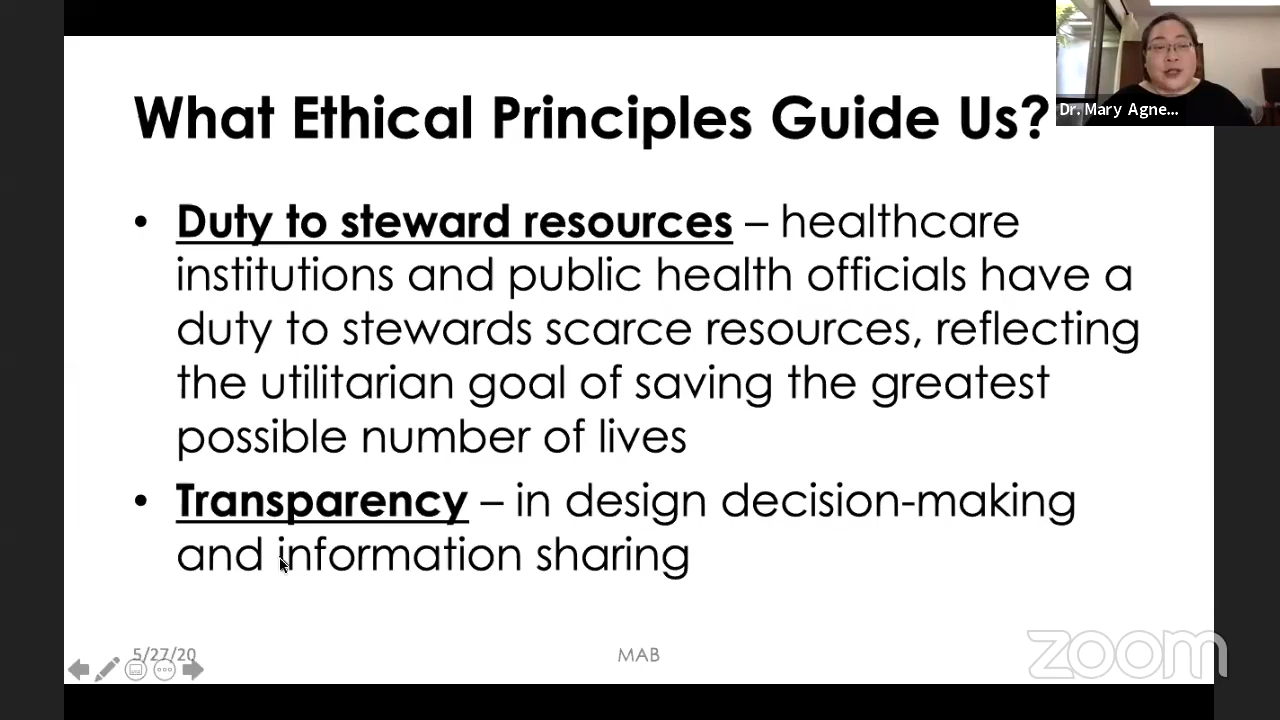 What Ethical Principles Guide Us?
Dr. Mary Agne...
• Duty to steward resources – healthcare
institutions and public health officials have a
duty to stewards scarce resources, reflecting
the utilitarian goal of saving the greatest
possible number of lives
• Transparency – in design decision-making
and information sharing
5/27/20
MAB
zoom